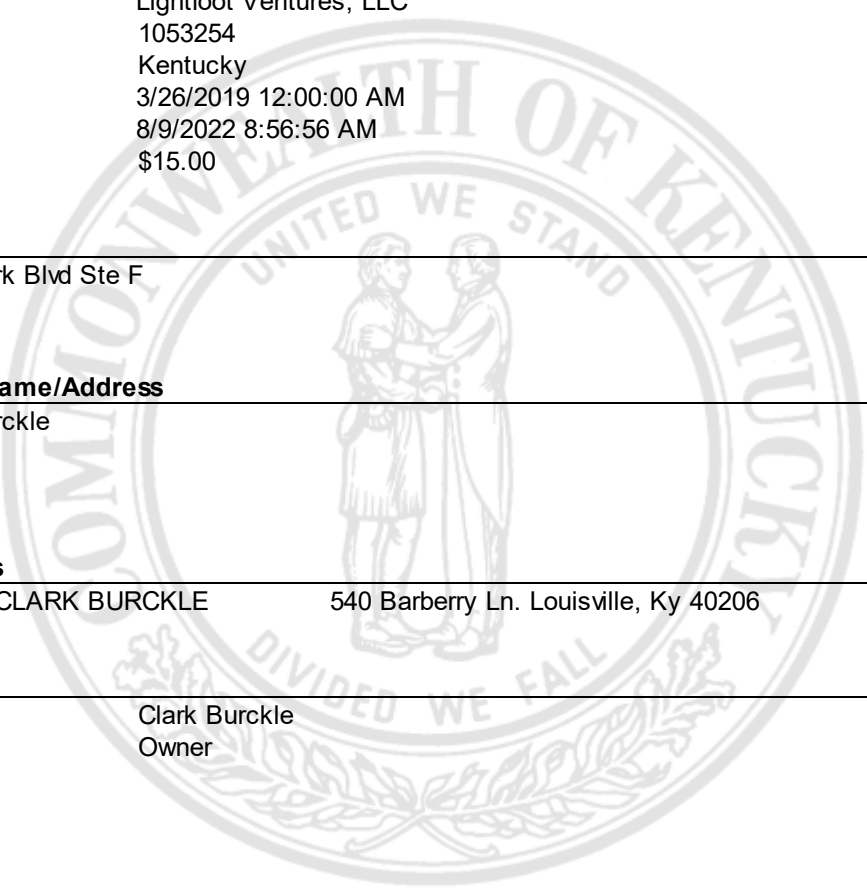 Lightfoot Ventures, LLC
1053254
Kentucky
3/26/2019 12:00:00 AM
8/9/2022 8:56:56 AM
$15.00
COMMONWEALTH OF KENTUCKY
UNITED WE STAND
rk Blvd Ste F
ame/Address
rckle
s
CLARK BURCKLE 540 Barberry Ln. Louisville, Ky 40206
DIVIDED WE FALL
Clark Burckle
Owner